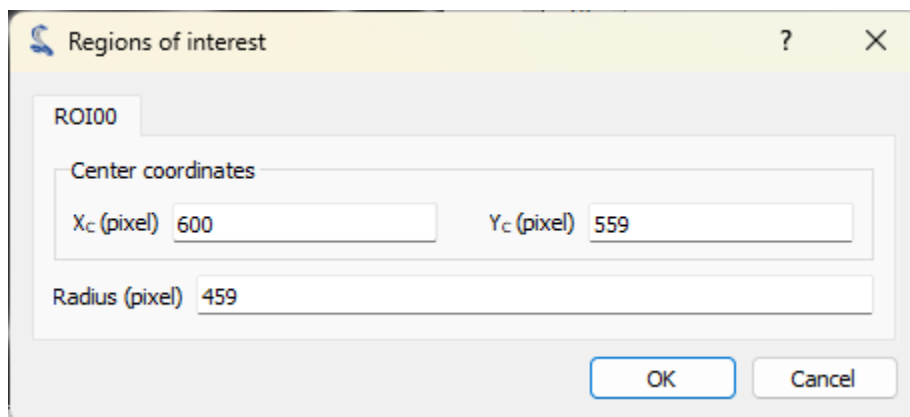 Regions of interest ? ×
ROI00
Center coordinates
Xc (pixel) 600 Yc (pixel) 559
Radius (pixel) 459
OK Cancel